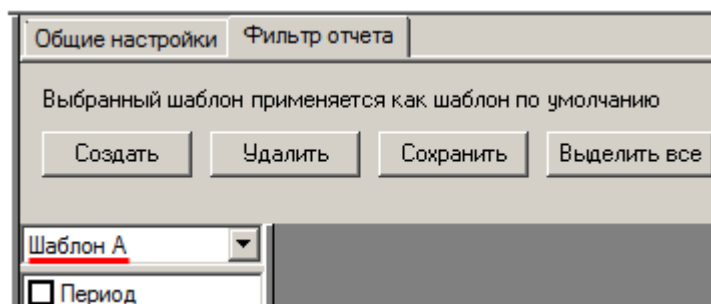 Общие настройки Фильтр отчета
Выбранный шаблон применяется как шаблон по умолчанию
Создать Удалить Сохранить Выделить все
Шаблон А
Период